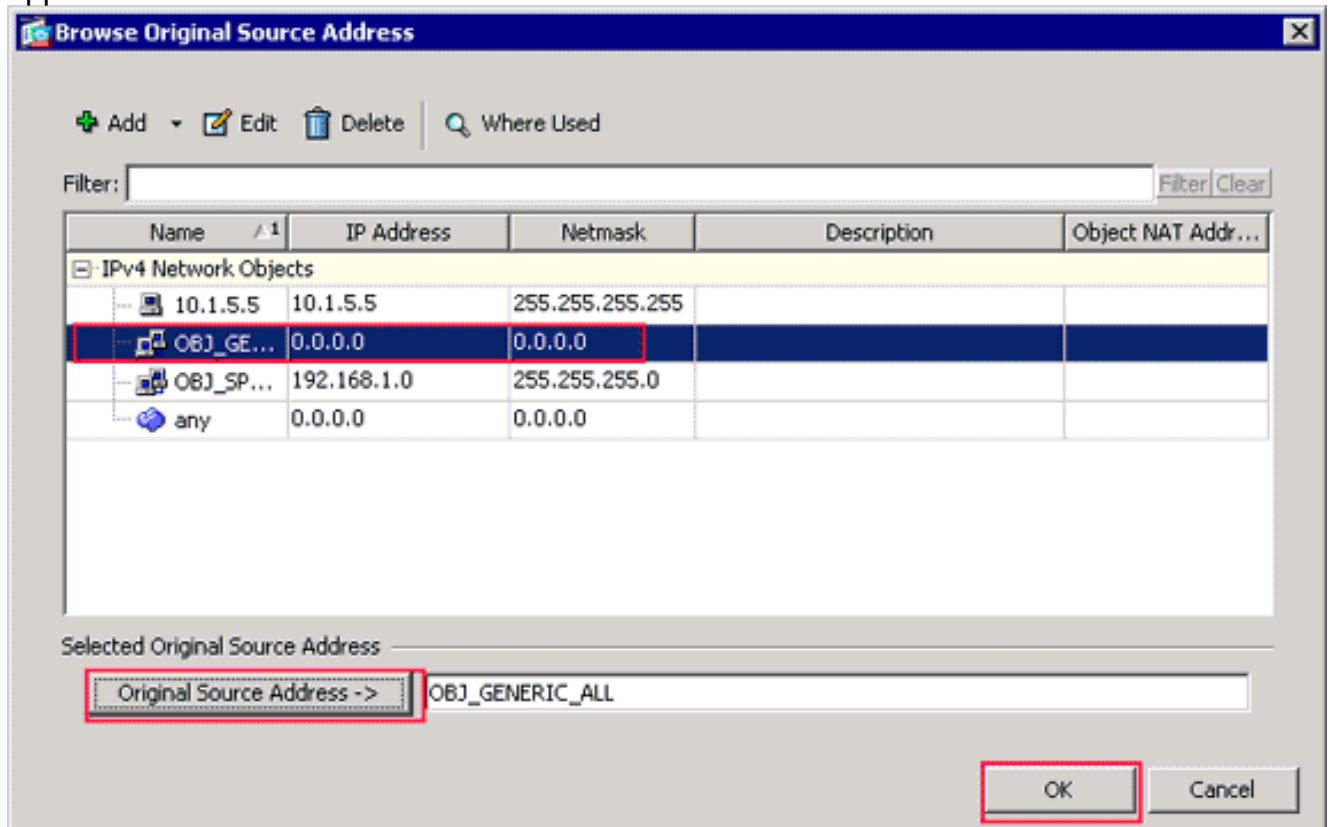 Browse Original Source Address
Add Edit Delete Where Used
Filter: Filter Clear
Name 1 IP Address Netmask Description Object NAT Addr...
IPv4 Network Objects
10.1.5.5 10.1.5.5 255.255.255.255
OBJ_GE... 0.0.0.0 0.0.0.0
OBJ_SP... 192.168.1.0 255.255.255.0
any 0.0.0.0 0.0.0.0
Selected Original Source Address
Original Source Address -> OBJ_GENERIC_ALL
OK Cancel